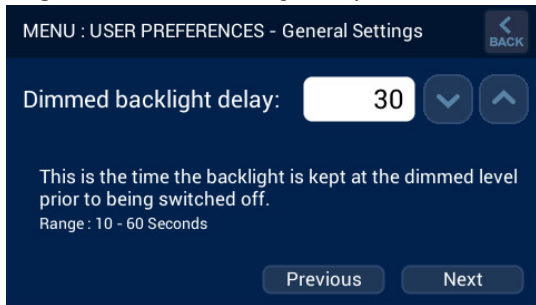 MENU : USER PREFERENCES - General Settings
BACK
Dimmed backlight delay: 30
This is the time the backlight is kept at the dimmed level
prior to being switched off.
Range : 10 - 60 Seconds
Previous Next